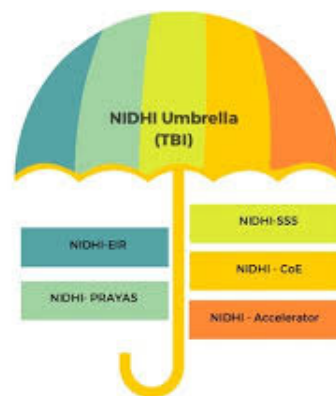 NIDHI Umbrella
(TBI)
NIDHI-EIR
NIDHI- PRAYAS
NIDHI-SSS
NIDHI - CoE
NIDHI - Accelerator